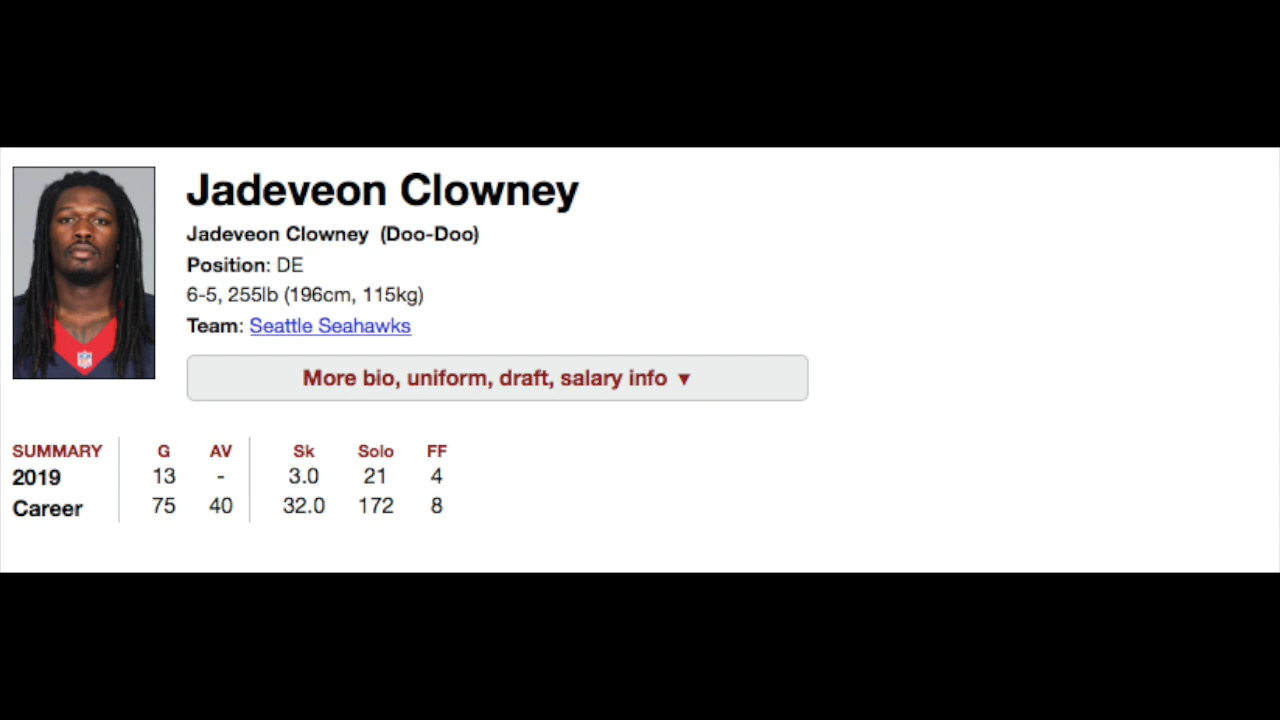 Jadeveon Clowney
Jadeveon Clowney (Doo-Doo)
Position: DE
6-5, 255lb (196cm, 115kg)
Team: Seattle Seahawks
More bio, uniform, draft, salary info ▼
SUMMARY G AV Sk Solo FF
2019 13 - 3.0 21 4
Career 75 40 32.0 172 8
NFL